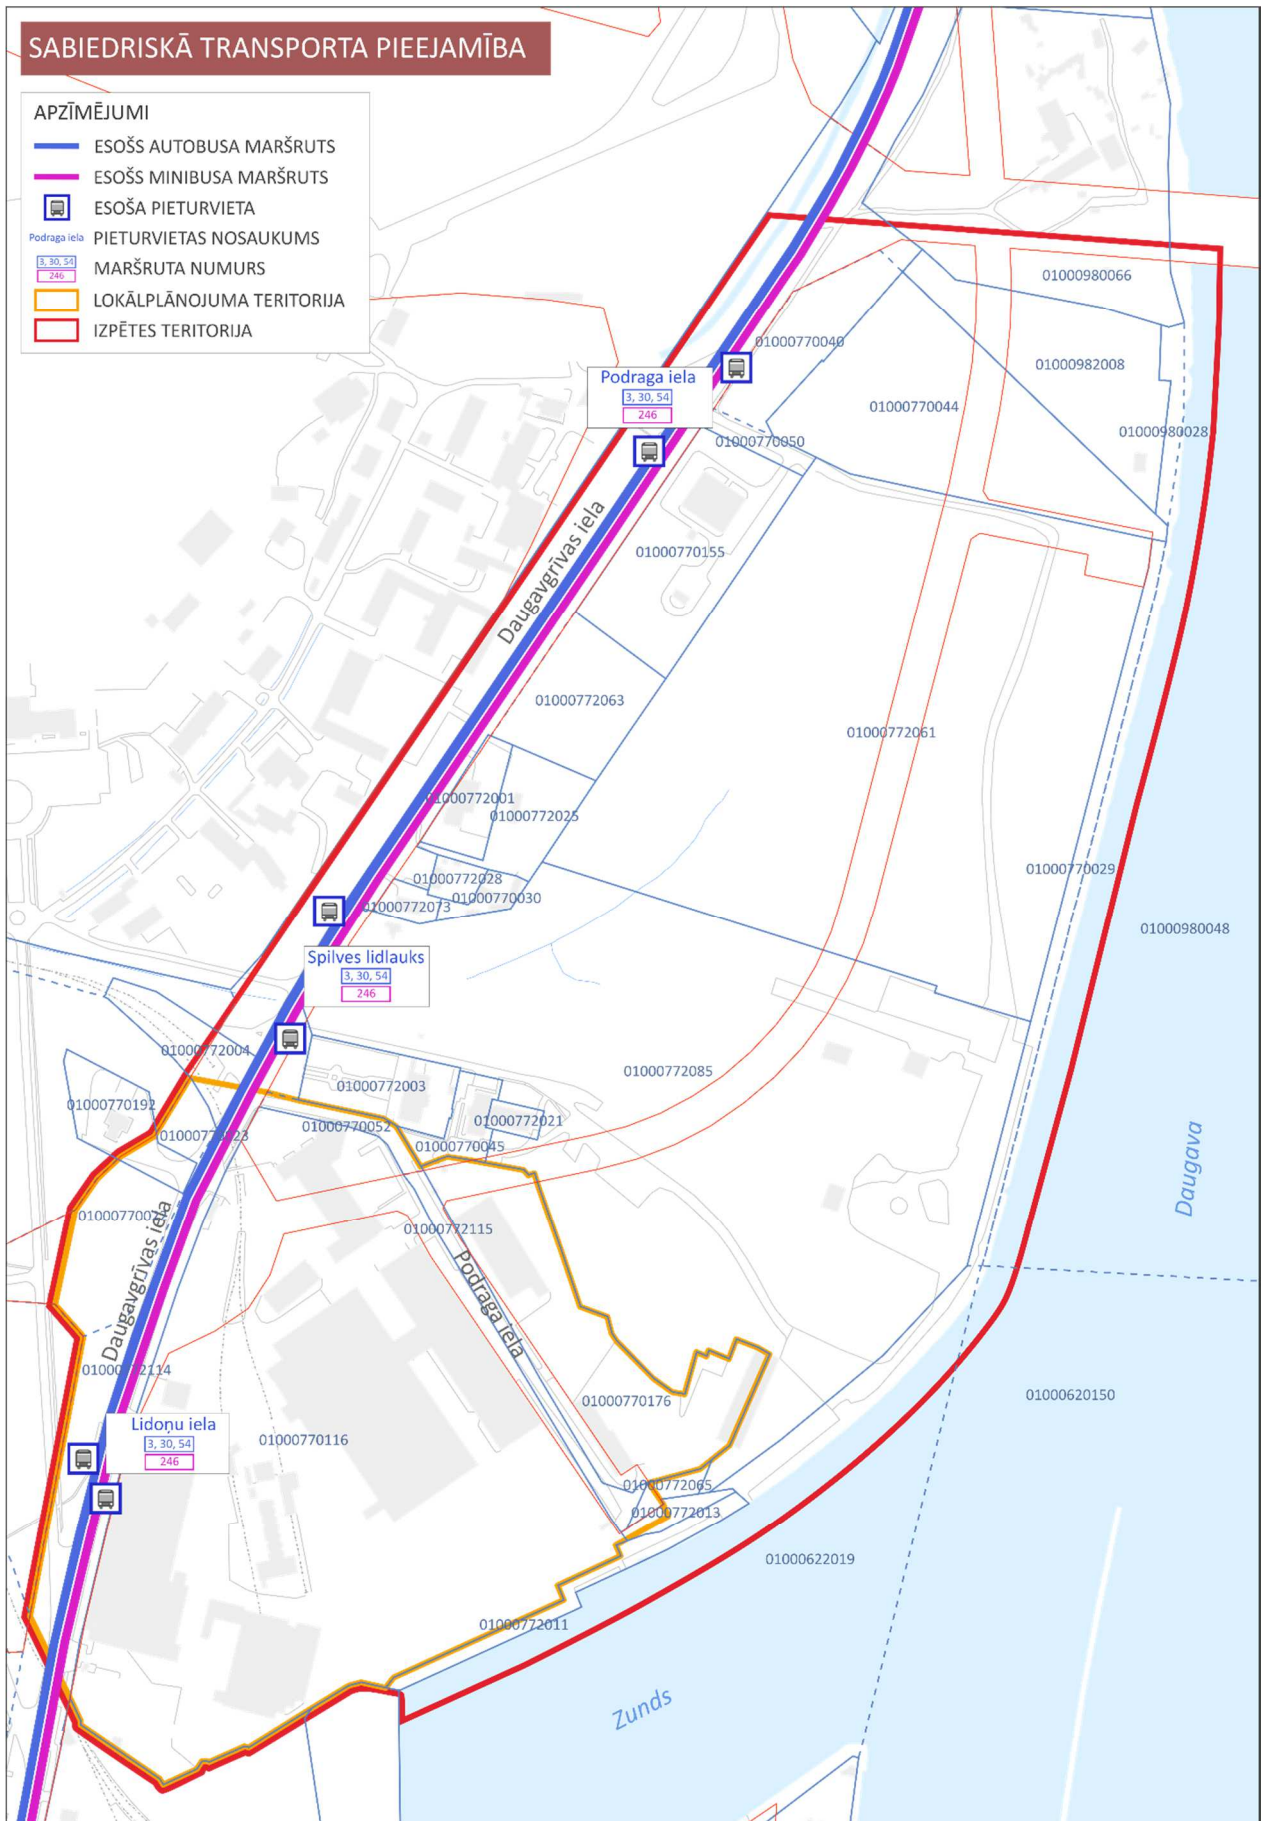 SABIEDRISKĀ TRANSPORTA PIEEJAMĪBA
APZĪMĒJUMI
ESOŠS AUTOBUSA MARŠRUTS
ESOŠS MINIBUSA MARŠRUTS
ESOŠA PIETURVIETA
Podraga iela PIETURVIETAS NOSAUKUMS
3, 30, 54
246
MARŠRUTA NUMURS
LOKĀLPLĀNOJUMA TERITORIJA
IZPĒTES TERITORIJA
01000980066
01000770040
01000982008
Podraga iela
3, 30, 54
246
01000770044
01000980028
01000770050
01000770155
Daugavgrīvas iela
01000772063
01000772061
01000772001
01000772025
01000770029
01000772028
01000770030
01000772073
01000980048
Spilves lidlauks
3, 30, 54
246
01000772004
01000772085
01000772003
01000770192
01000772021
01000770052
01000770045
Daugava
01000772115
Daugavgrīvas iela
Podraga iela
01000770176
01000620150
Lidoņu iela
3, 30, 54
246
01000770116
01000772065
01000772013
01000622019
01000772011
Zunds